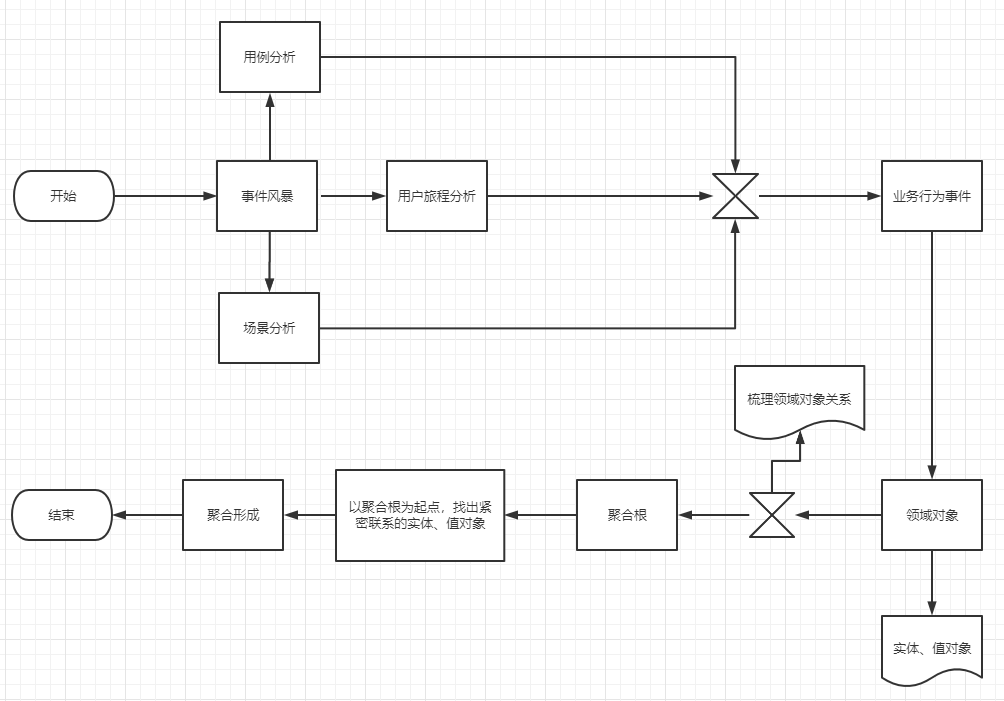 用例分析
开始
事件风暴
用户旅程分析
业务行为事件
场景分析
梳理领域对象关系
结束
聚合形成
以聚合根为起点，找出紧
密联系的实体、值对象
聚合根
领域对象
实体、值对象